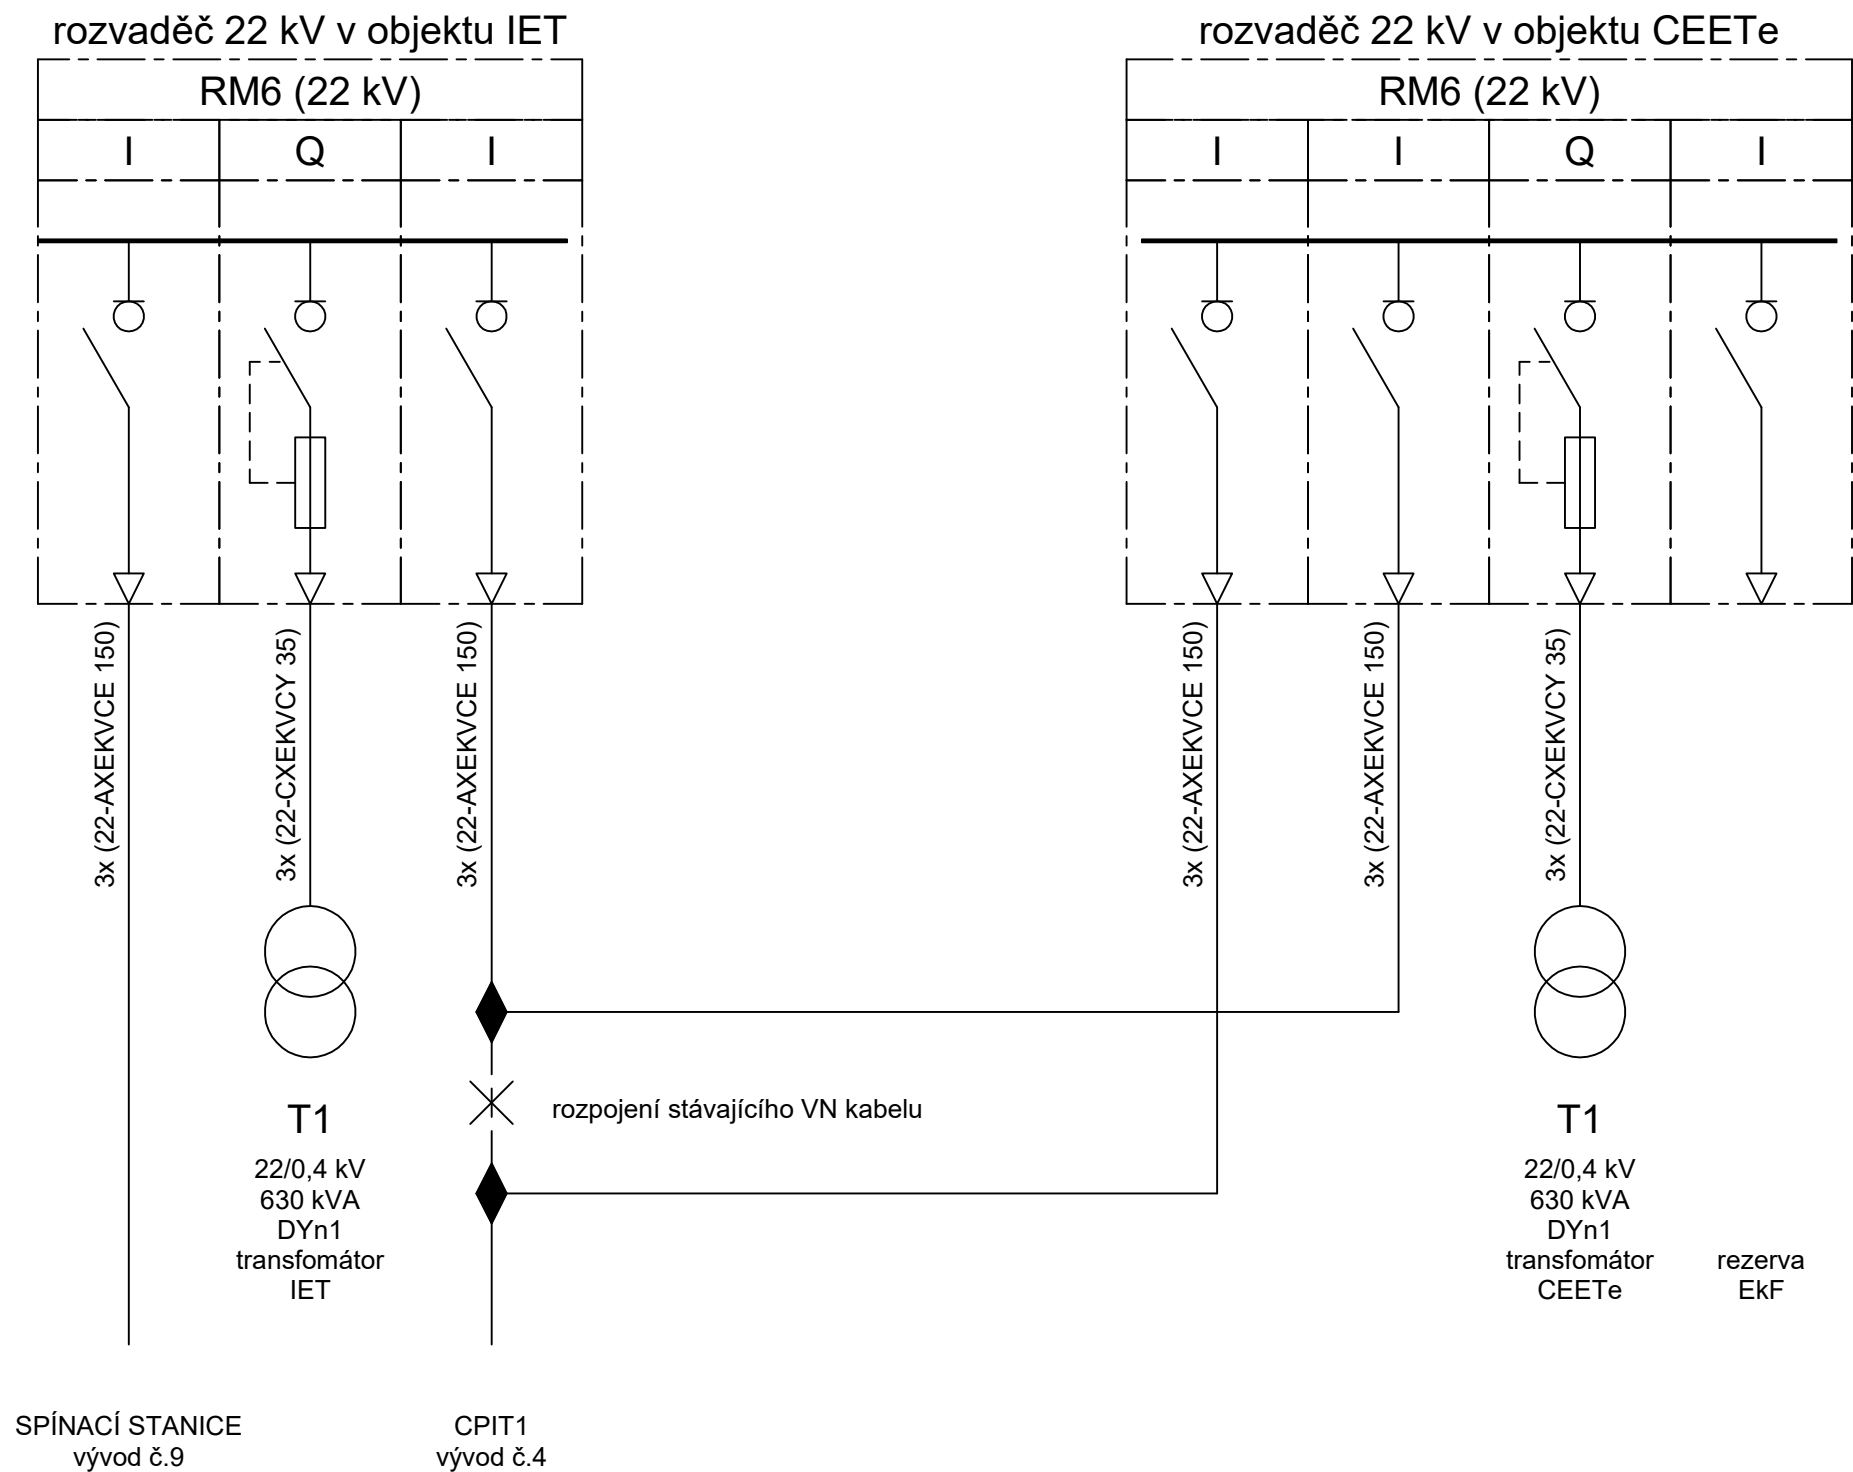 rozvaděč 22 kV v objektu IET
RM6 (22 kV)
I
Q
I
3x (22-AXEKVCE 150)
3x (22-CXEKVCY 35)
3x (22-AXEKVCE 150)
T1
22/0,4 kV
630 kVA
DYn1
transfomátor
IET
rozpojení stávajícího VN kabelu
SPÍNACÍ STANICE
vývod č.9
CPIT1
vývod č.4
rozvaděč 22 kV v objektu CEETe
RM6 (22 kV)
I
I
Q
I
3x (22-AXEKVCE 150)
3x (22-AXEKVCE 150)
3x (22-CXEKVCY 35)
T1
22/0,4 kV
630 kVA
DYn1
transfomátor
CEETe
rezerva
EkF